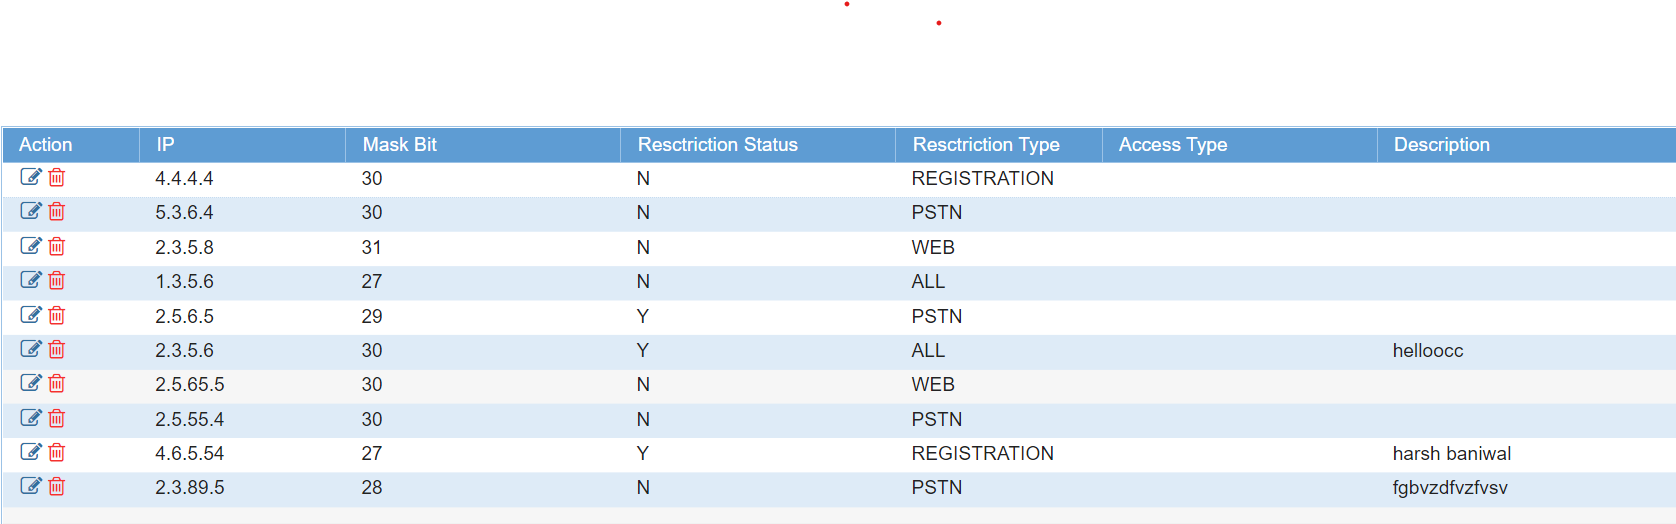 Action IP Mask Bit Resctriction Status Resctriction Type Access Type Description
4.4.4.4 30 N REGISTRATION
5.3.6.4 30 N PSTN
2.3.5.8 31 N WEB
1.3.5.6 27 N ALL
2.5.6.5 29 Y PSTN
2.3.5.6 30 Y ALL helloocc
2.5.65.5 30 N WEB
2.5.55.4 30 N PSTN
4.6.5.54 27 Y REGISTRATION harsh baniwal
2.3.89.5 28 N PSTN fgbvzdfvzfvsv